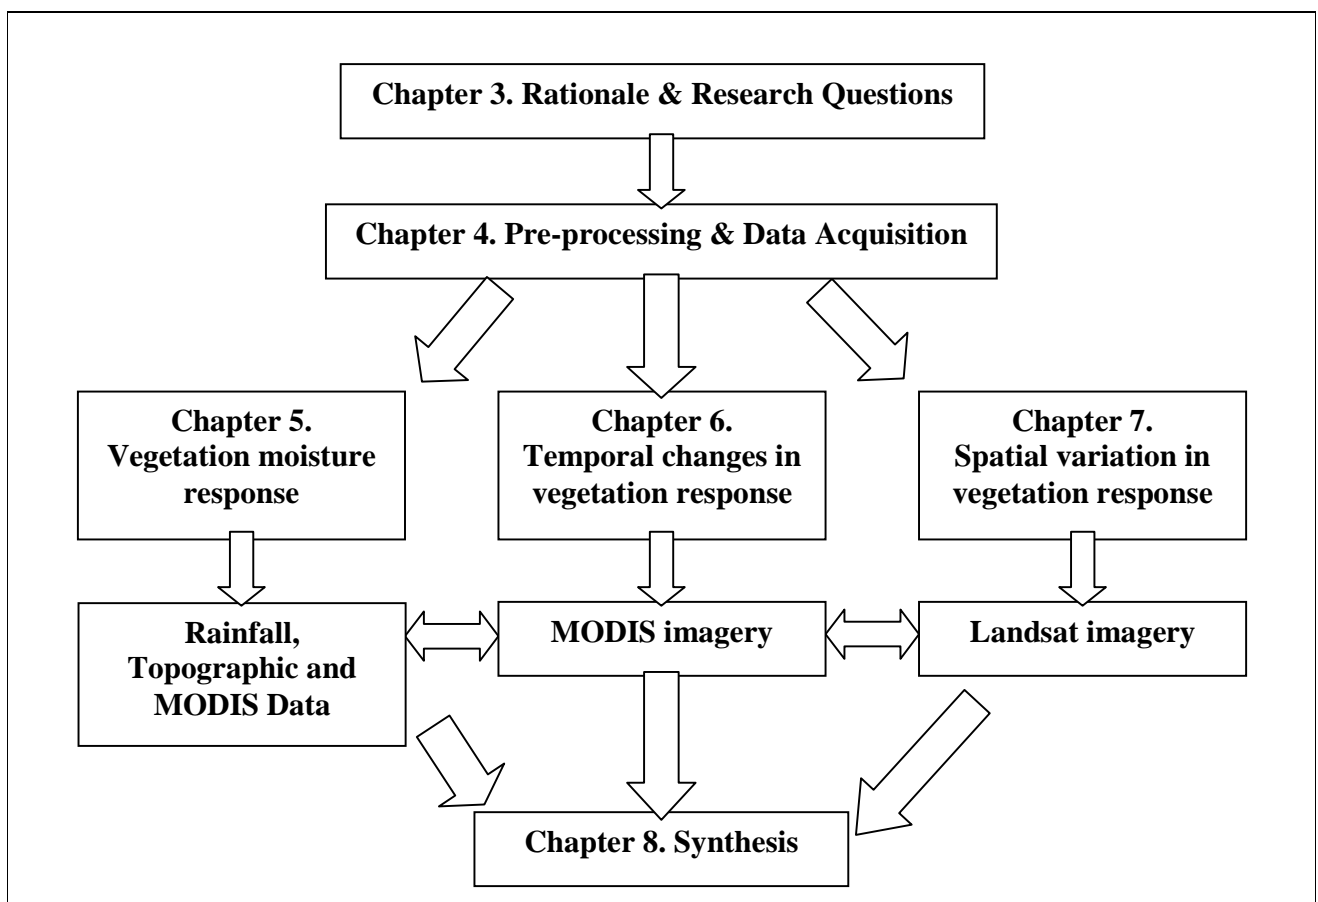 Chapter 3. Rationale & Research Questions
Chapter 4. Pre-processing & Data Acquisition
Chapter 5.
Vegetation moisture
response
Chapter 6.
Temporal changes in
vegetation response
Chapter 7.
Spatial variation in
vegetation response
Rainfall,
Topographic and
MODIS Data
MODIS imagery
Landsat imagery
Chapter 8. Synthesis